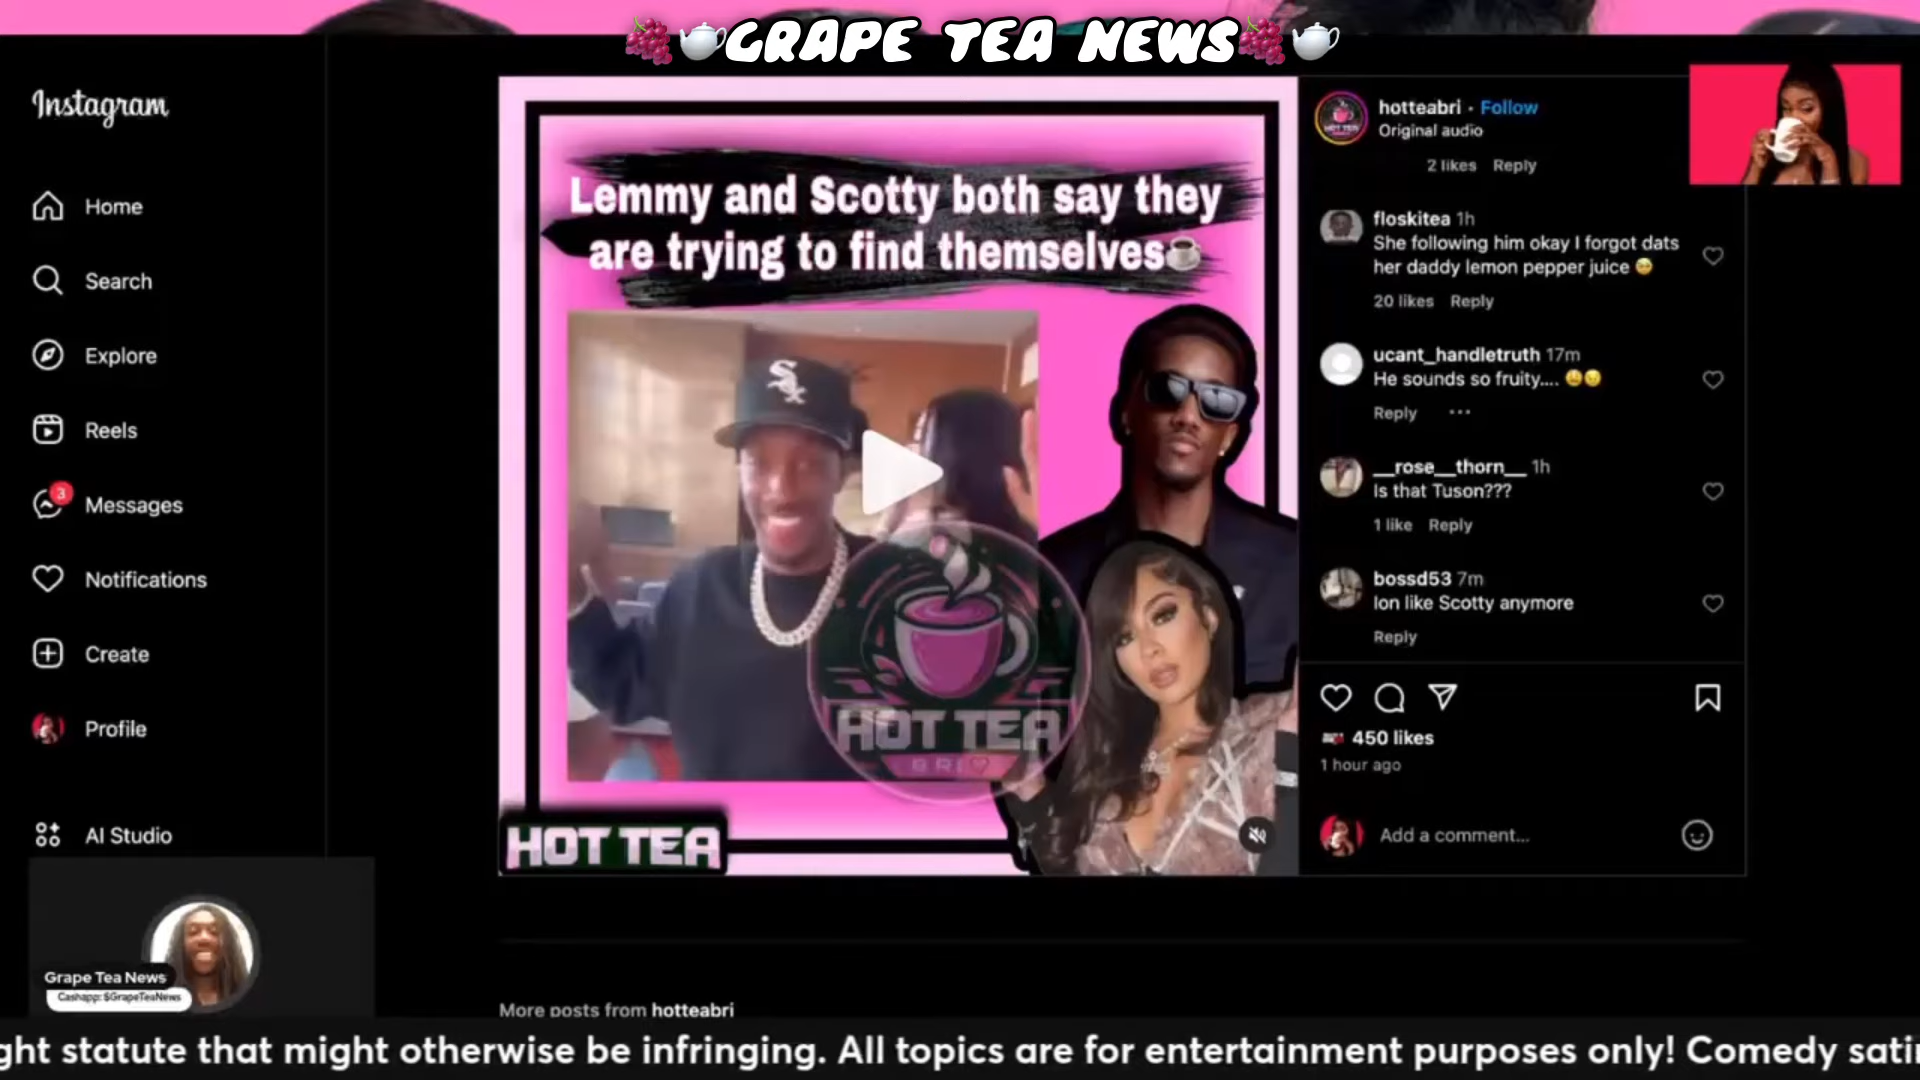 GRAPE TEA NEWS
Instagram
Home
Search
Explore
Reels
3
Messages
Notifications
Create
Profile
AI Studio
Grape Tea News
Cashapp: $GrapeTeaNews
Lemmy and Scotty both say they
are trying to find themselves
SOX
HOT TEA
BRI
HOT TEA
hotteabri • Follow
Original audio
2 likes Reply
floskitea 1h
She following him okay I forgot dats
her daddy lemon pepper juice 🥹
20 likes Reply
ucant_handletruth 17m
He sounds so fruity.... 😩😉
Reply ...
__rose__thorn__ 1h
Is that Tuson???
1 like Reply
bossd53 7m
Ion like Scotty anymore
Reply
450 likes
1 hour ago
Add a comment...
More posts from hotteabri
ght statute that might otherwise be infringing. All topics are for entertainment purposes only! Comedy sati